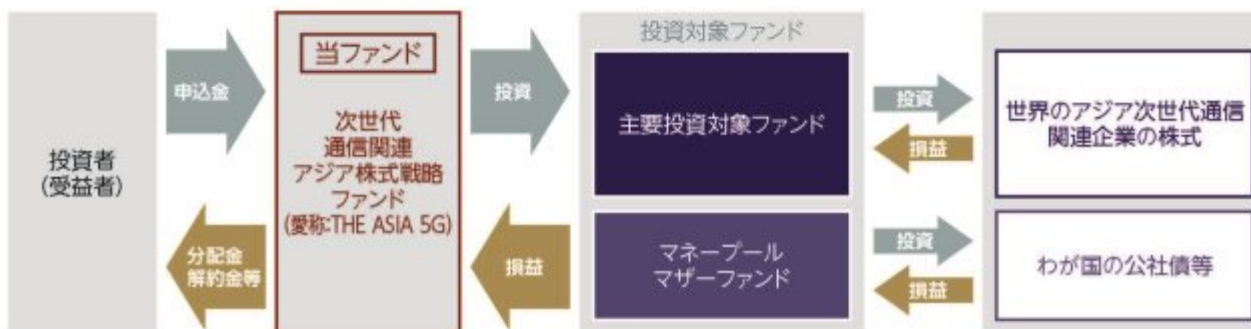 投資者
(受益者)
申込金
分配金
解約金等
当ファンド
次世代
通信関連
アジア株式戦略
ファンド
(愛称:THE ASIA 5G)
投資
損益
投資対象ファンド
主要投資対象ファンド
マネープール
マザーファンド
投資
損益
投資
損益
世界のアジア次世代通信
関連企業の株式
わが国の公社債等